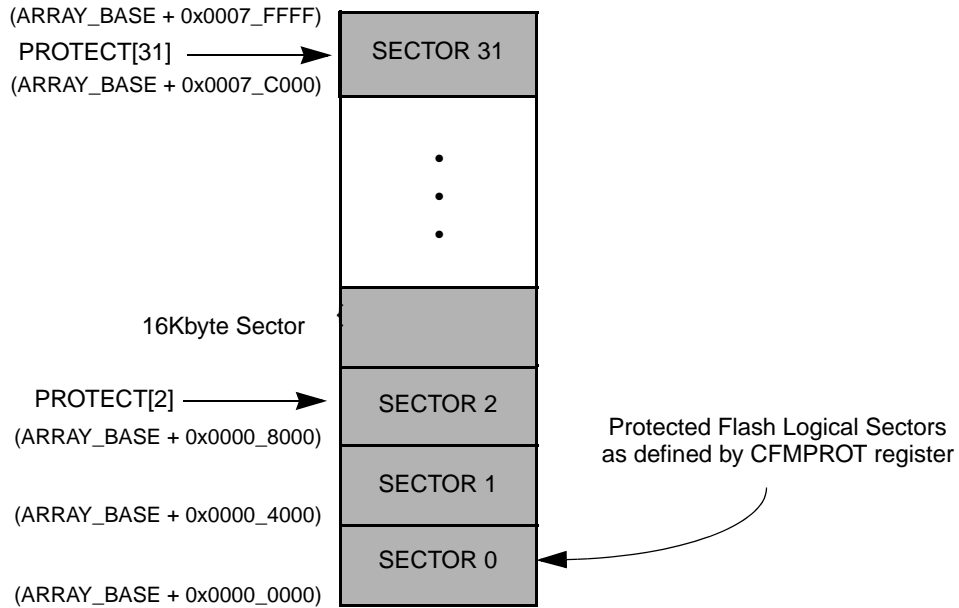 (ARRAY_BASE + 0x0007_FFFF)
PROTECT[31]
SECTOR 31
(ARRAY_BASE + 0x0007_C000)
16Kbyte Sector
PROTECT[2]
SECTOR 2
(ARRAY_BASE + 0x0000_8000)
Protected Flash Logical Sectors
as defined by CFMPROT register
SECTOR 1
(ARRAY_BASE + 0x0000_4000)
SECTOR 0
(ARRAY_BASE + 0x0000_0000)